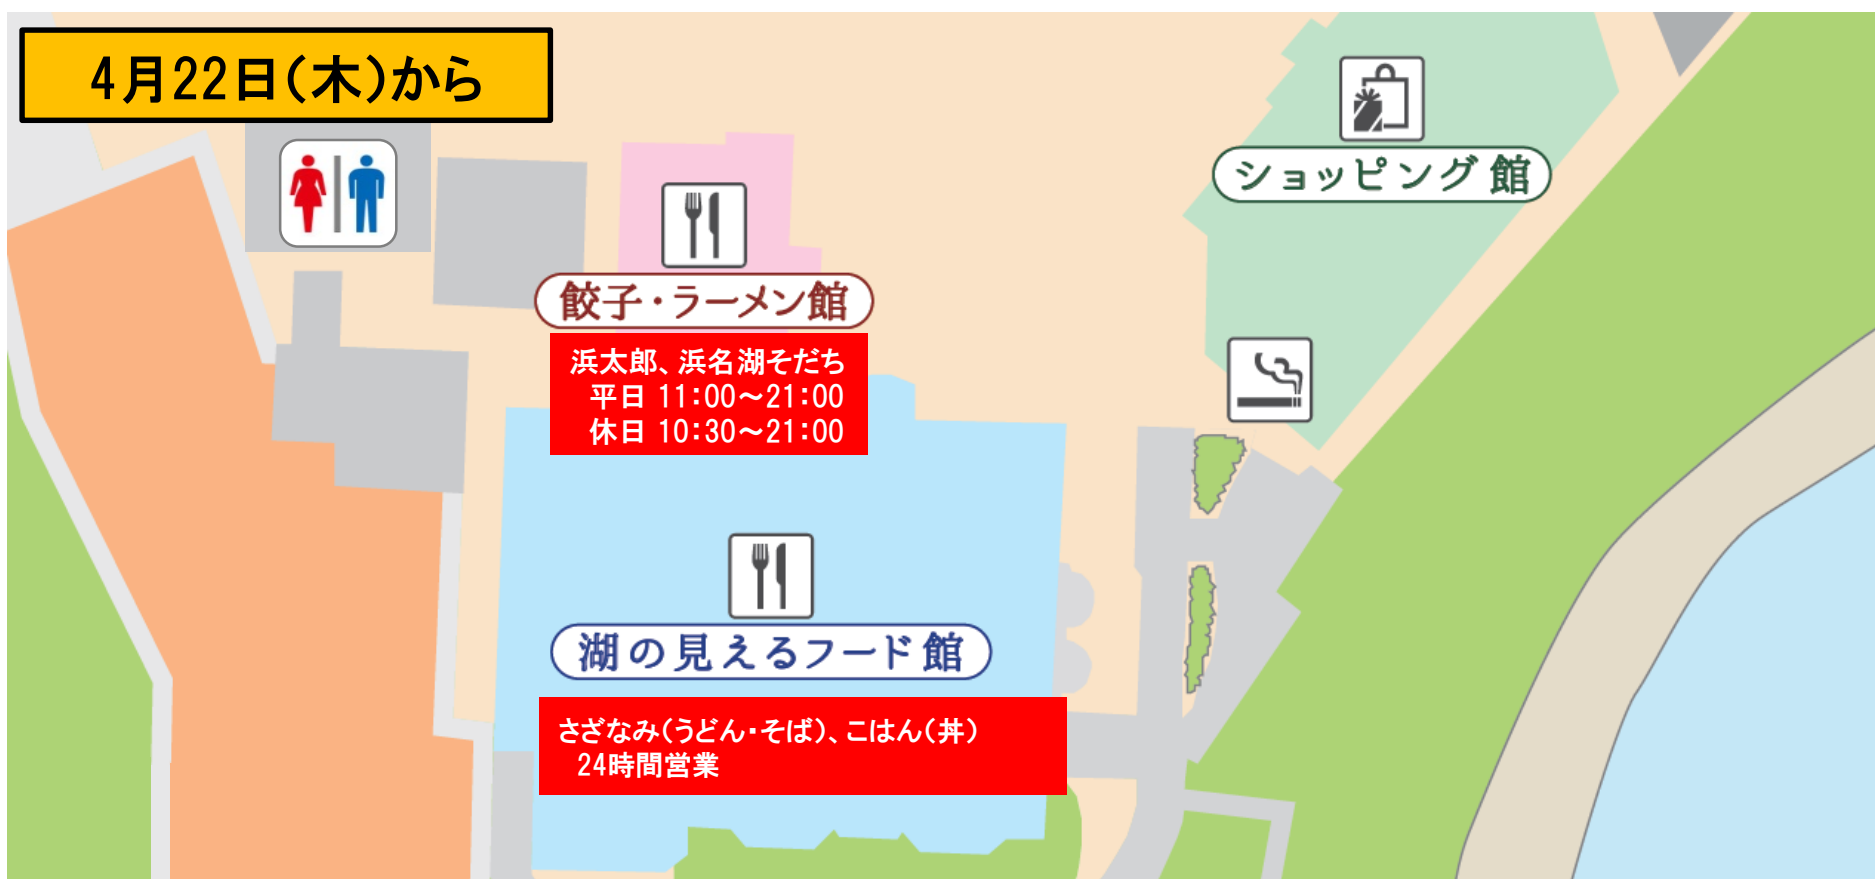 4月22日(木)から
ショッピング館
餃子・ラーメン館
浜太郎、浜名湖そだち
平日 11:00～21:00
休日 10:30～21:00
湖の見えるフード館
さざなみ(うどん・そば)、こはん(丼)
24時間営業